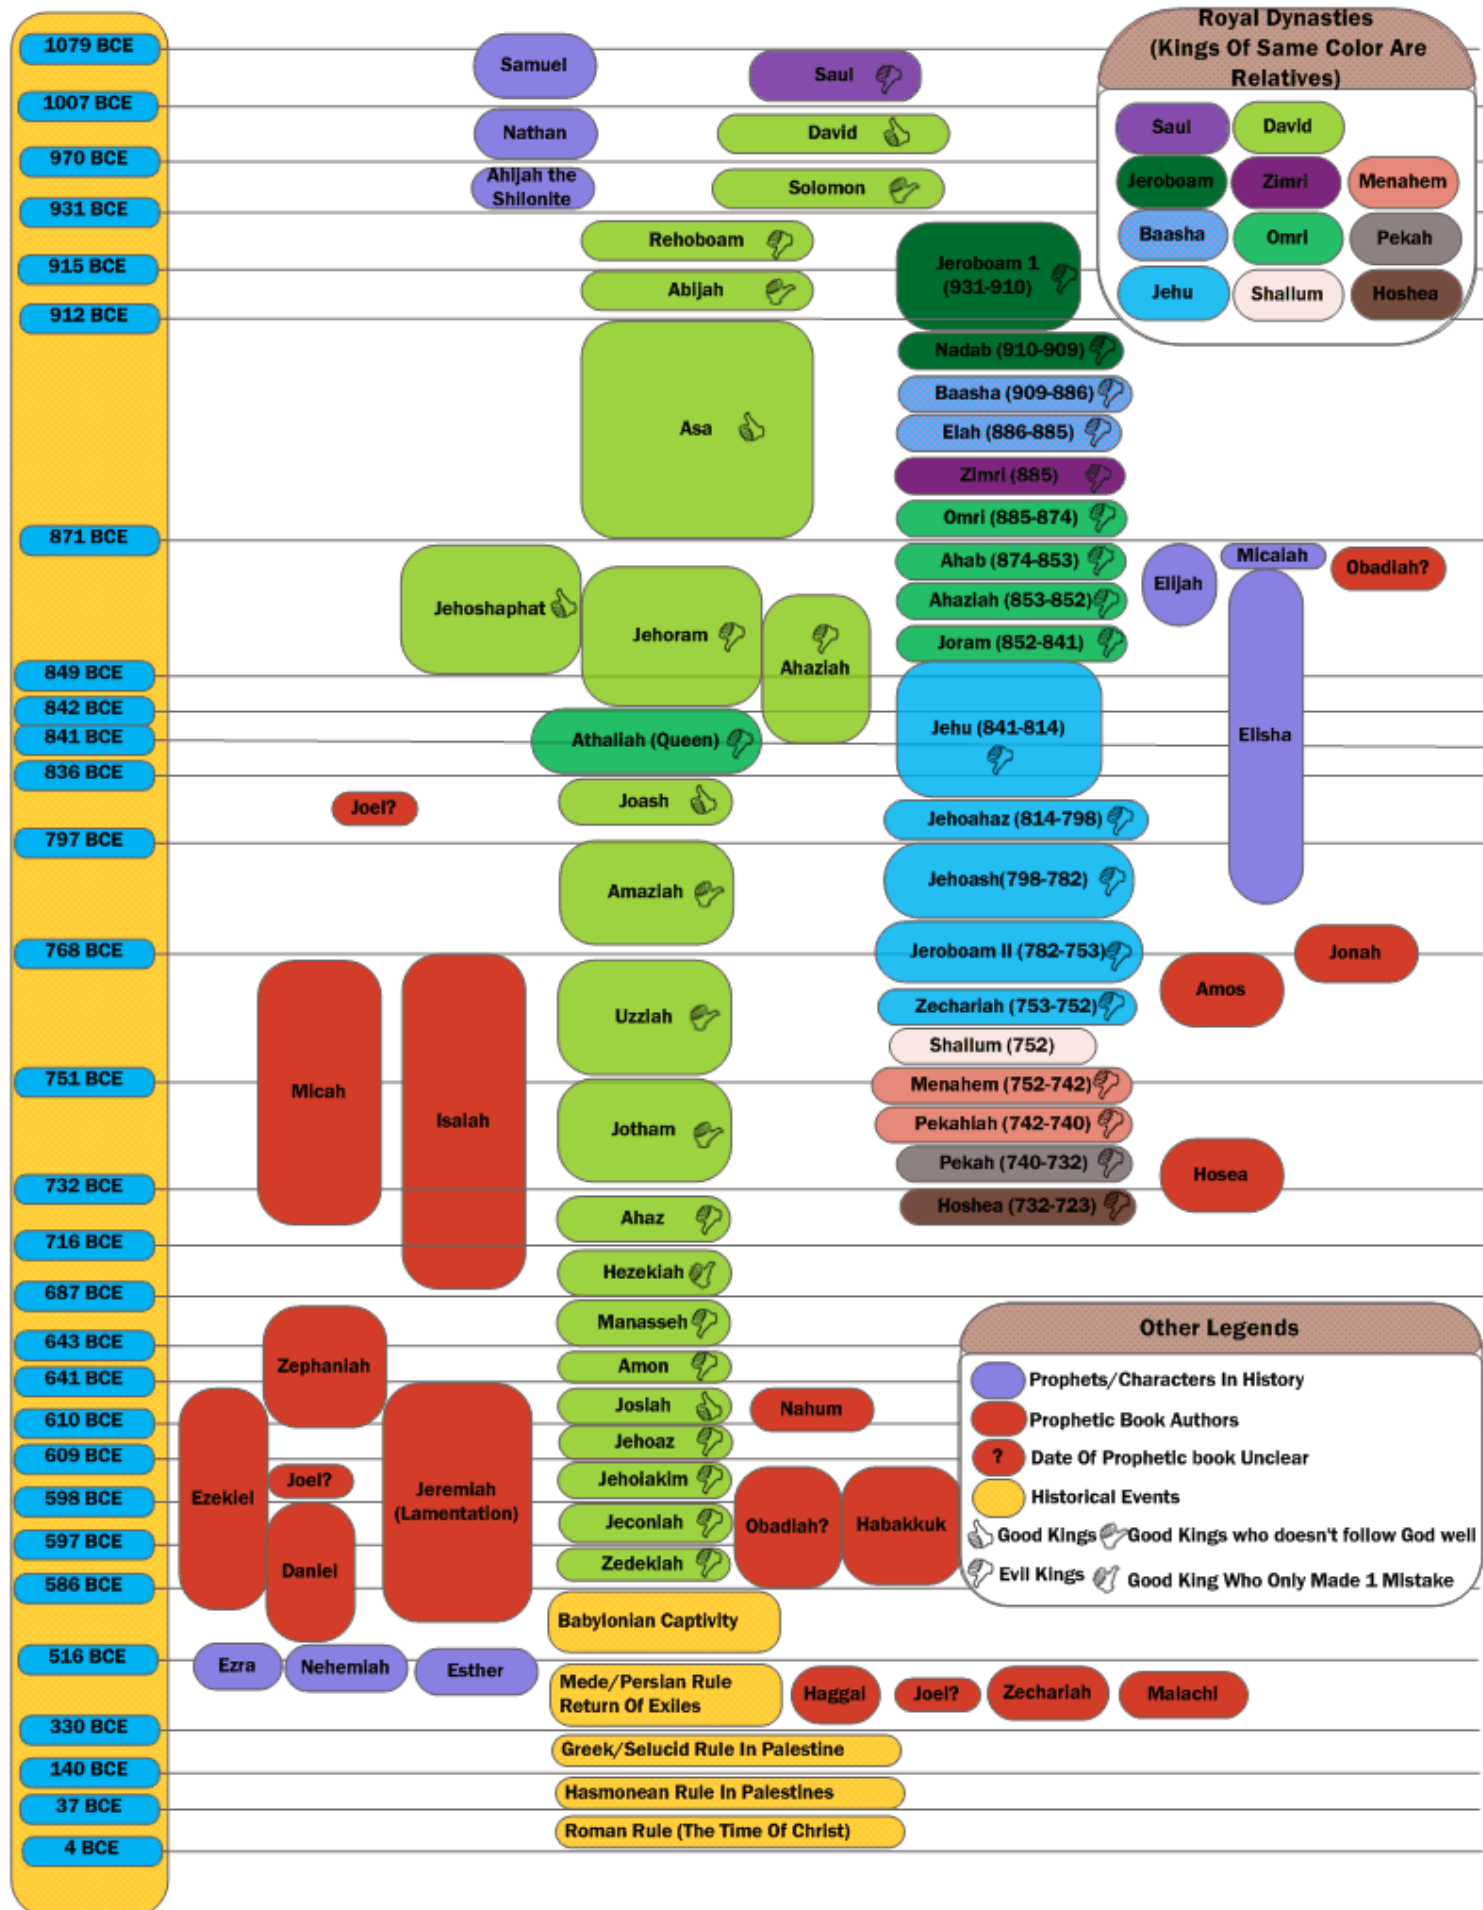 1079 BCE
1007 BCE
970 BCE
931 BCE
915 BCE
912 BCE
871 BCE
849 BCE
842 BCE
841 BCE
836 BCE
797 BCE
768 BCE
751 BCE
732 BCE
716 BCE
687 BCE
643 BCE
641 BCE
610 BCE
609 BCE
598 BCE
597 BCE
586 BCE
516 BCE
330 BCE
140 BCE
37 BCE
4 BCE
Samuel
Saul
Nathan
David
Ahijah the
Shilonite
Solomon
Royal Dynasties
(Kings Of Same Color Are
Relatives)
Saul
David
Jeroboam
Zimri
Menahem
Baasha
Omri
Pekah
Jehu
Shallum
Hoshea
Rehoboam
Abijah
Asa
Jehoshaphat
Jehoram
Ahaziah
Athaliah (Queen)
Joash
Joel?
Amaziah
Uzziah
Jotham
Ahaz
Hezekiah
Manasseh
Amon
Josiah
Jehoaz
Jehoiakim
Jeconiah
Zedekiah
Jeroboam 1
(931-910)
Nadab (910-909)
Baasha (909-886)
Elah (886-885)
Zimri (885)
Omri (885-874)
Ahab (874-853)
Ahaziah (853-852)
Joram (852-841)
Jehu (841-814)
Jehoahaz (814-798)
Jehoash(798-782)
Jeroboam II (782-753)
Zechariah (753-752)
Shallum (752)
Menahem (752-742)
Pekahiah (742-740)
Pekah (740-732)
Hoshea (732-723)
Elijah
Micaiah
Obadiah?
Elisha
Jonah
Amos
Hosea
Micah
Isaiah
Zephaniah
Ezekiel
Joel?
Daniel
Jeremiah
(Lamentation)
Nahum
Obadiah?
Habakkuk
Other Legends
Prophets/Characters In History
Prophetic Book Authors
? Date Of Prophetic book Unclear
Historical Events
Good Kings Good Kings who doesn't follow God well
Evil Kings Good King Who Only Made 1 Mistake
Babylonian Captivity
Ezra
Nehemiah
Esther
Mede/Persian Rule
Return Of Exiles
Haggai
Joel?
Zechariah
Malachi
Greek/Selucid Rule In Palestine
Hasmonean Rule In Palestines
Roman Rule (The Time Of Christ)